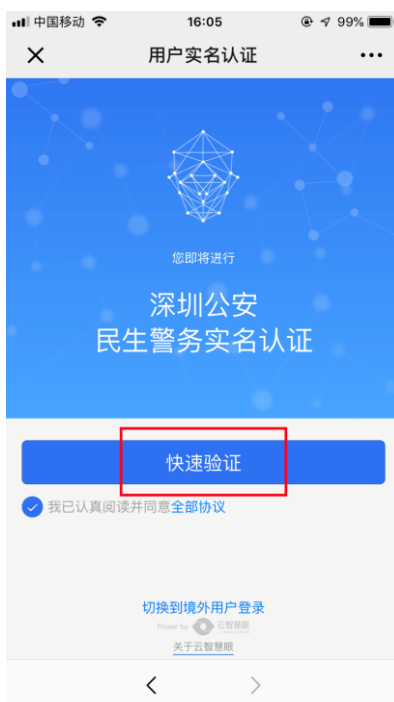 中国移动 16:05 99%
用户实名认证
您即将进行
深圳公安
民生警务实名认证
快速验证
我已认真阅读并同意全部协议
切换到境外用户登录
Power by 云智慧眼
关于云智慧眼